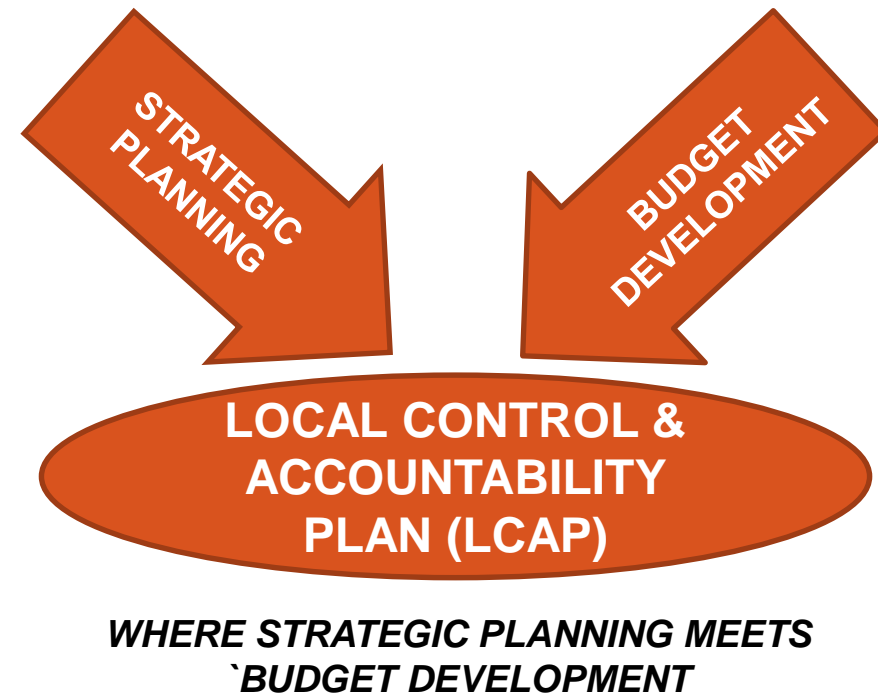 STRATEGIC
PLANNING
BUDGET
DEVELOPMENT
LOCAL CONTROL &
ACCOUNTABILITY
PLAN (LCAP)
WHERE STRATEGIC PLANNING MEETS
`BUDGET DEVELOPMENT